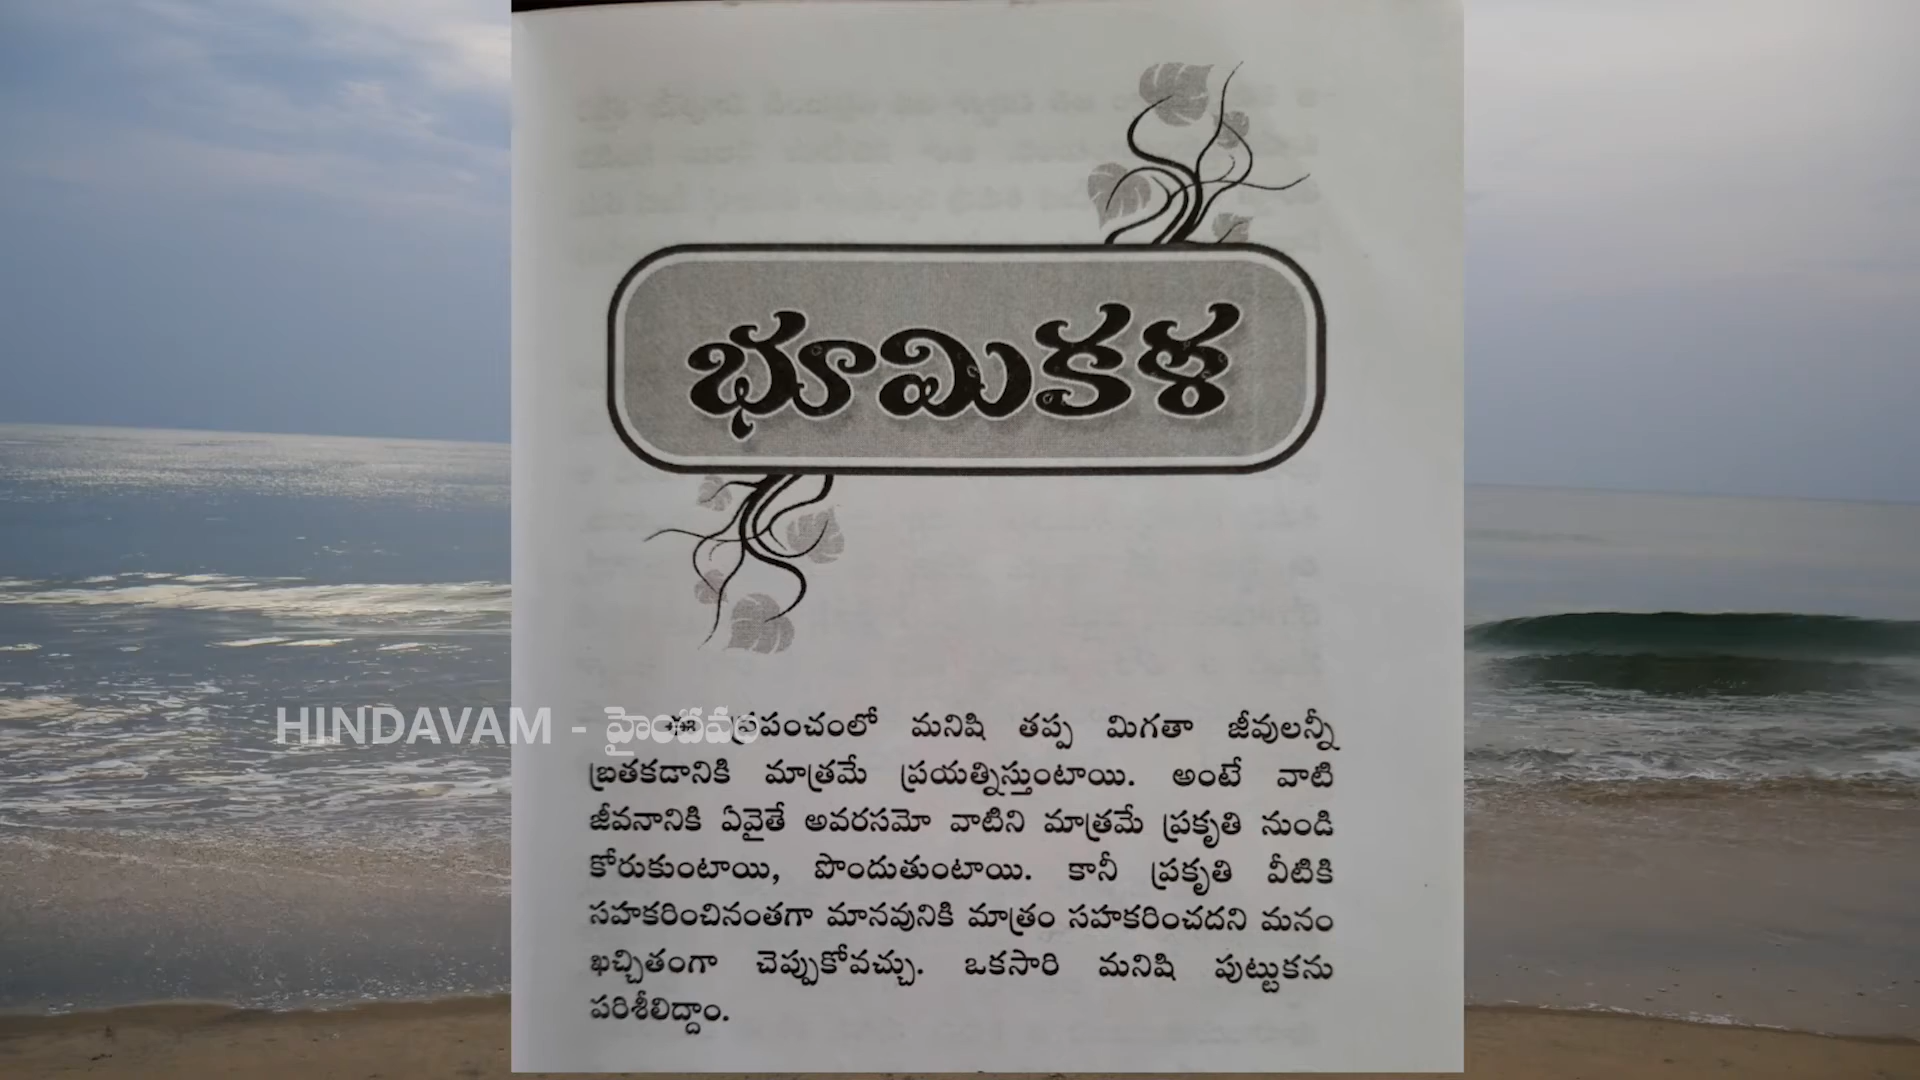 భూమికళ
HINDAVAM - హైందవం
ఈ ప్రపంచంలో మనిషి తప్ప మిగతా జీవులన్నీ
బ్రతకడానికి మాత్రమే ప్రయత్నిస్తుంటాయి. అంటే వాటి
జీవనానికి ఏవైతే అవరసమో వాటిని మాత్రమే ప్రకృతి నుండి
కోరుకుంటాయి, పొందుతుంటాయి. కానీ ప్రకృతి వీటికి
సహకరించినంతగా మానవునికి మాత్రం సహకరించదని మనం
ఖచ్చితంగా చెప్పుకోవచ్చు. ఒకసారి మనిషి పుట్టుకను
పరిశీలిద్దాం.